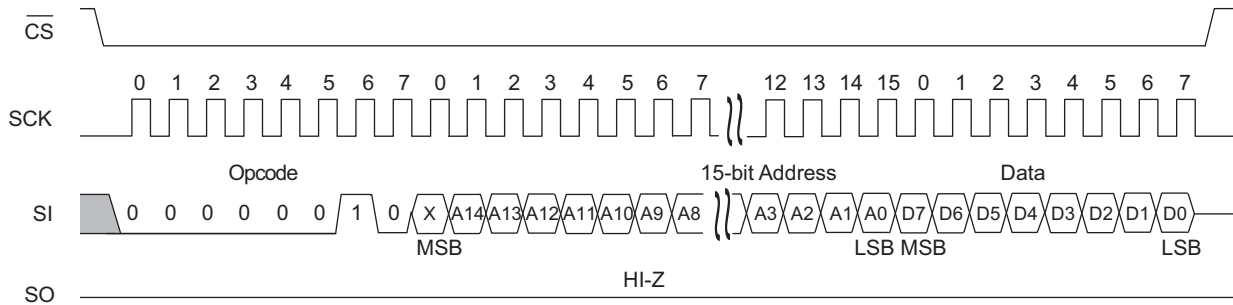 CS
0 1 2 3 4 5 6 7 0 1 2 3 4 5 6 7 12 13 14 15 0 1 2 3 4 5 6 7
SCK
Opcode 15-bit Address Data
SI 0 0 0 0 0 0 1 0 X A14 A13 A12 A11 A10 A9 A8 A3 A2 A1 A0 D7 D6 D5 D4 D3 D2 D1 D0
MSB LSB MSB LSB
HI-Z
SO